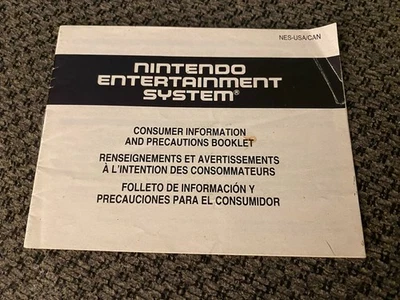 NES-USA/CAN
NINTENDO
ENTERTAINMENT
SYSTEM®
CONSUMER INFORMATION
AND PRECAUTIONS BOOKLET
RENSEIGNEMENTS ET AVERTISSEMENTS
À L'INTENTION DES CONSOMMATEURS
FOLLETO DE INFORMACIÓN Y
PRECAUCIONES PARA EL CONSUMIDOR